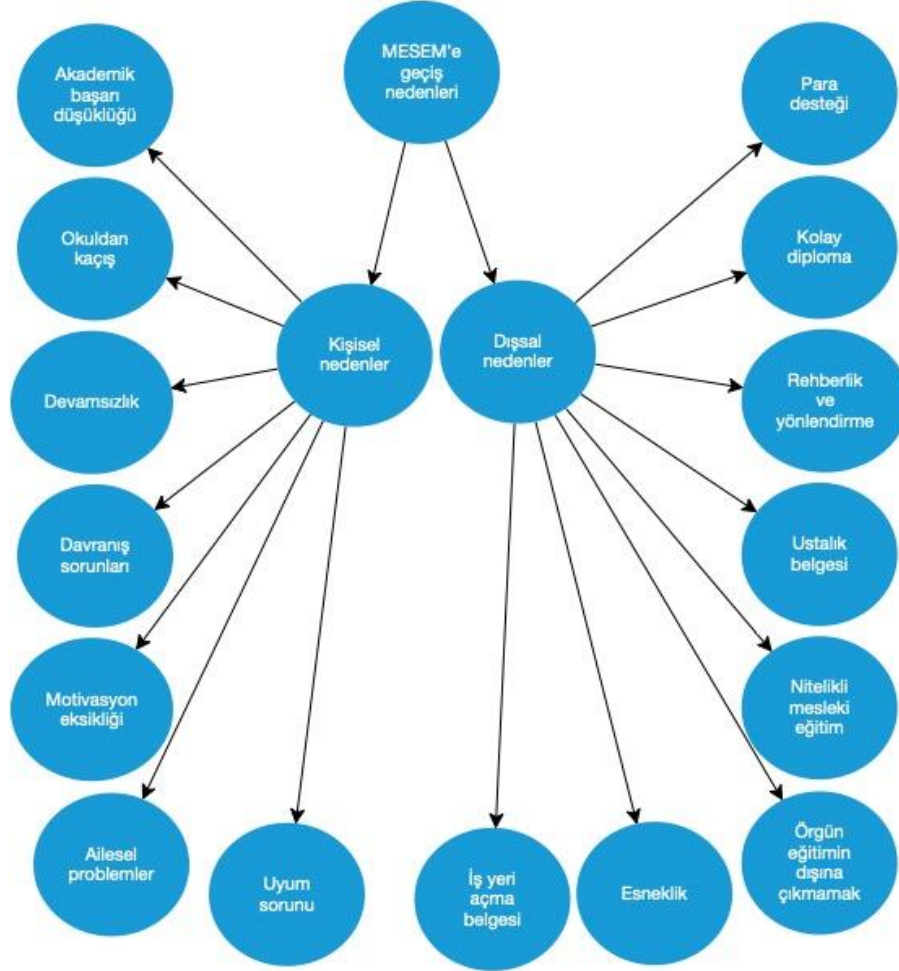 MESEM'e
geçiş
nedenleri
Akademik
başarı
düşüklüğü
Para
desteği
Okuldan
kaçış
Kolay
diploma
Kişisel
nedenler
Dışsal
nedenler
Devamsızlık
Rehberlik
ve
yönlendirme
Davranış
sorunları
Ustalık
belgesi
Motivasyon
eksikliği
Nitelikli
mesleki
eğitim
Ailesel
problemler
Uyum
sorunu
İş yeri
açma
belgesi
Esneklik
Örgün
eğitimin
dışına
çıkmamak